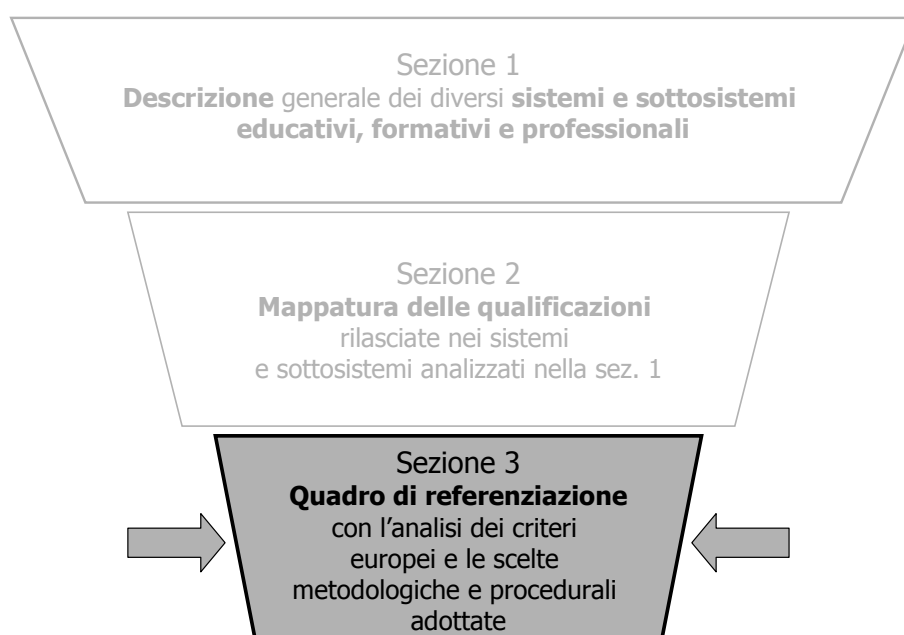 Sezione 1
Descrizione generale dei diversi sistemi e sottosistemi
educativi, formativi e professionali
Sezione 2
Mappatura delle qualificazioni
rilasciate nei sistemi
e sottosistemi analizzati nella sez. 1
Sezione 3
Quadro di referenziazione
con l’analisi dei criteri
europei e le scelte
metodologiche e procedurali
adottate